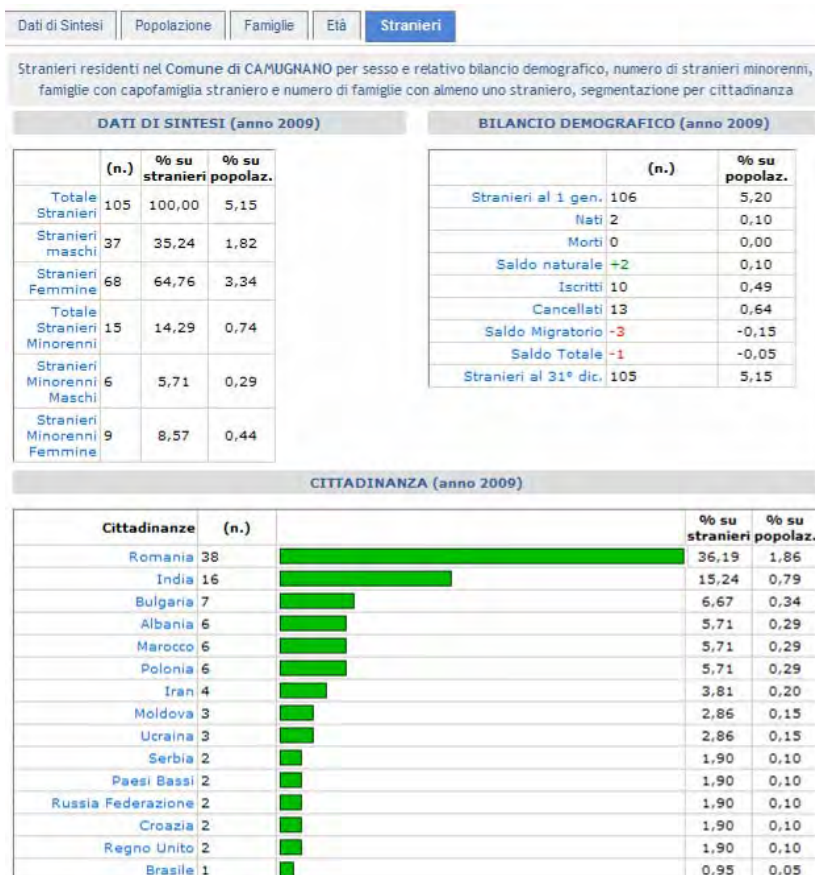 Dati di Sintesi Popolazione Famiglie Età Stranieri
Stranieri residenti nel Comune di CAMUGNANO per sesso e relativo bilancio demografico, numero di stranieri minorenni,
famiglie con capofamiglia straniero e numero di famiglie con almeno uno straniero, segmentazione per cittadinanza
DATI DI SINTESI (anno 2009)
(n.) % su stranieri % su popolaz.
Totale Stranieri 105 100,00 5,15
Stranieri maschi 37 35,24 1,82
Stranieri Femmine 68 64,76 3,34
Totale Stranieri Minorenni 15 14,29 0,74
Stranieri Minorenni Maschi 6 5,71 0,29
Stranieri Minorenni Femmine 9 8,57 0,44
BILANCIO DEMOGRAFICO (anno 2009)
(n.) % su popolaz.
Stranieri al 1 gen. 106 5,20
Nati 2 0,10
Morti 0 0,00
Saldo naturale +2 0,10
Iscritti 10 0,49
Cancellati 13 0,64
Saldo Migratorio -3 -0,15
Saldo Totale -1 -0,05
Stranieri al 31° dic. 105 5,15
CITTADINANZA (anno 2009)
Cittadinanze (n.) % su stranieri % su popolaz.
Romania 38 36,19 1,86
India 16 15,24 0,79
Bulgaria 7 6,67 0,34
Albania 6 5,71 0,29
Marocco 6 5,71 0,29
Polonia 6 5,71 0,29
Iran 4 3,81 0,20
Moldova 3 2,86 0,15
Ucraina 3 2,86 0,15
Serbia 2 1,90 0,10
Paesi Bassi 2 1,90 0,10
Russia Federazione 2 1,90 0,10
Croazia 2 1,90 0,10
Regno Unito 2 1,90 0,10
Brasile 1 0,95 0,05